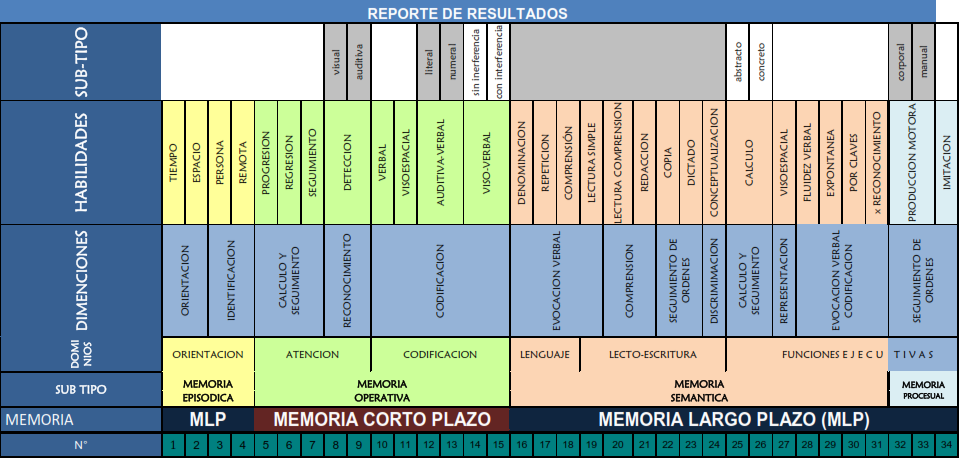 REPORTE DE RESULTADOS
SUB-TIPO
visual
auditiva
literal
numeral
sin inerferencia
con interferencia
abstracto
concreto
corporal
manual
HABILIDADES
TIEMPO
ESPACIO
PERSONA
REMOTA
PROGRESION
REGRESION
SEGUIMIENTO
DETECCION
VERBAL
VISOESPACIAL
AUDITIVA-VERBAL
VISO-VERBAL
DENOMINACION
REPETICION
COMPRENSIÓN
LECTURA SIMPLE
LECTURA COMPRENSION
REDACCION
COPIA
DICTADO
CONCEPTUALIZACION
CALCULO
VISOESPACIAL
FLUIDEZ VERBAL
EXPONTANEA
POR CLAVES
x RECONOCIMIENTO
PRODUCCION MOTORA
IMITACION
DIMENCIONES
ORIENTACION
IDENTIFICACION
CALCULO Y
SEGUIMIENTO
RECONOCIMIENTO
CODIFICACION
EVOCACION VERBAL
COMPRENSION
SEGUIMIENTO DE
ORDENES
DISCRIMIMACION
CALCULO Y
SEGUIMIENTO
REPRESENTACION
EVOCACION VERBAL
CODIFICACION
SEGUIMIENTO DE
ORDENES
DOMI
NIOS
ORIENTACION
ATENCION
CODIFICACION
LENGUAJE
LECTO-ESCRITURA
FUNCIONES E J E C U T I V A S
SUB TIPO
MEMORIA
EPISODICA
MEMORIA
OPERATIVA
MEMORIA
SEMANTICA
MEMORIA
PROCESUAL
MEMORIA
MLP
MEMORIA CORTO PLAZO
MEMORIA LARGO PLAZO (MLP)
N° 1 2 3 4 5 6 7 8 9 10 11 12 13 14 15 16 17 18 19 20 21 22 23 24 25 26 27 28 29 30 31 32 33 34